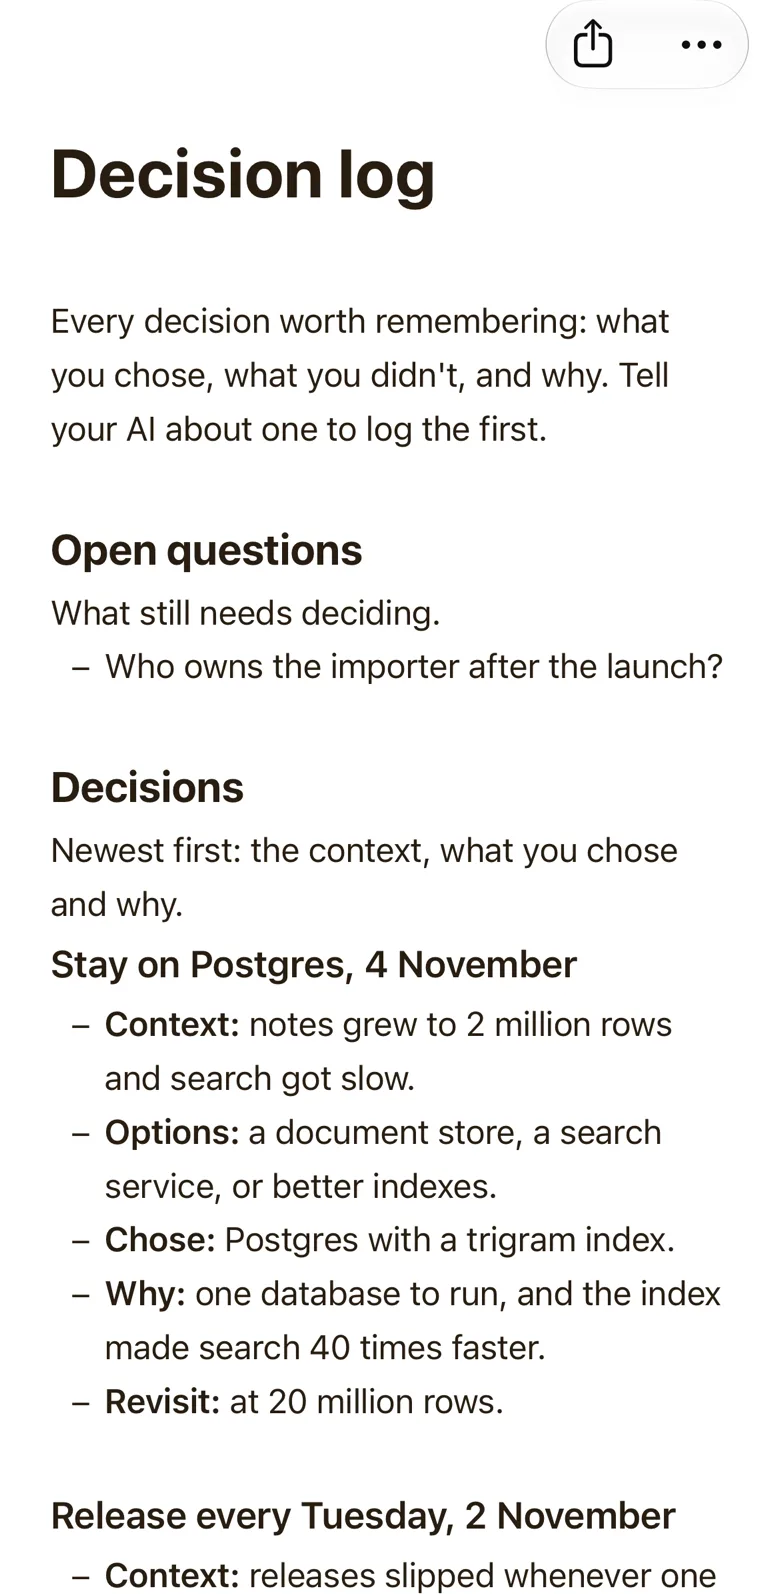 Decision log
Every decision worth remembering: what
you chose, what you didn't, and why. Tell
your AI about one to log the first.
Open questions
What still needs deciding.
– Who owns the importer after the launch?
Decisions
Newest first: the context, what you chose
and why.
Stay on Postgres, 4 November
– Context: notes grew to 2 million rows
and search got slow.
– Options: a document store, a search
service, or better indexes.
– Chose: Postgres with a trigram index.
– Why: one database to run, and the index
made search 40 times faster.
– Revisit: at 20 million rows.
Release every Tuesday, 2 November
– Context: releases slipped whenever one